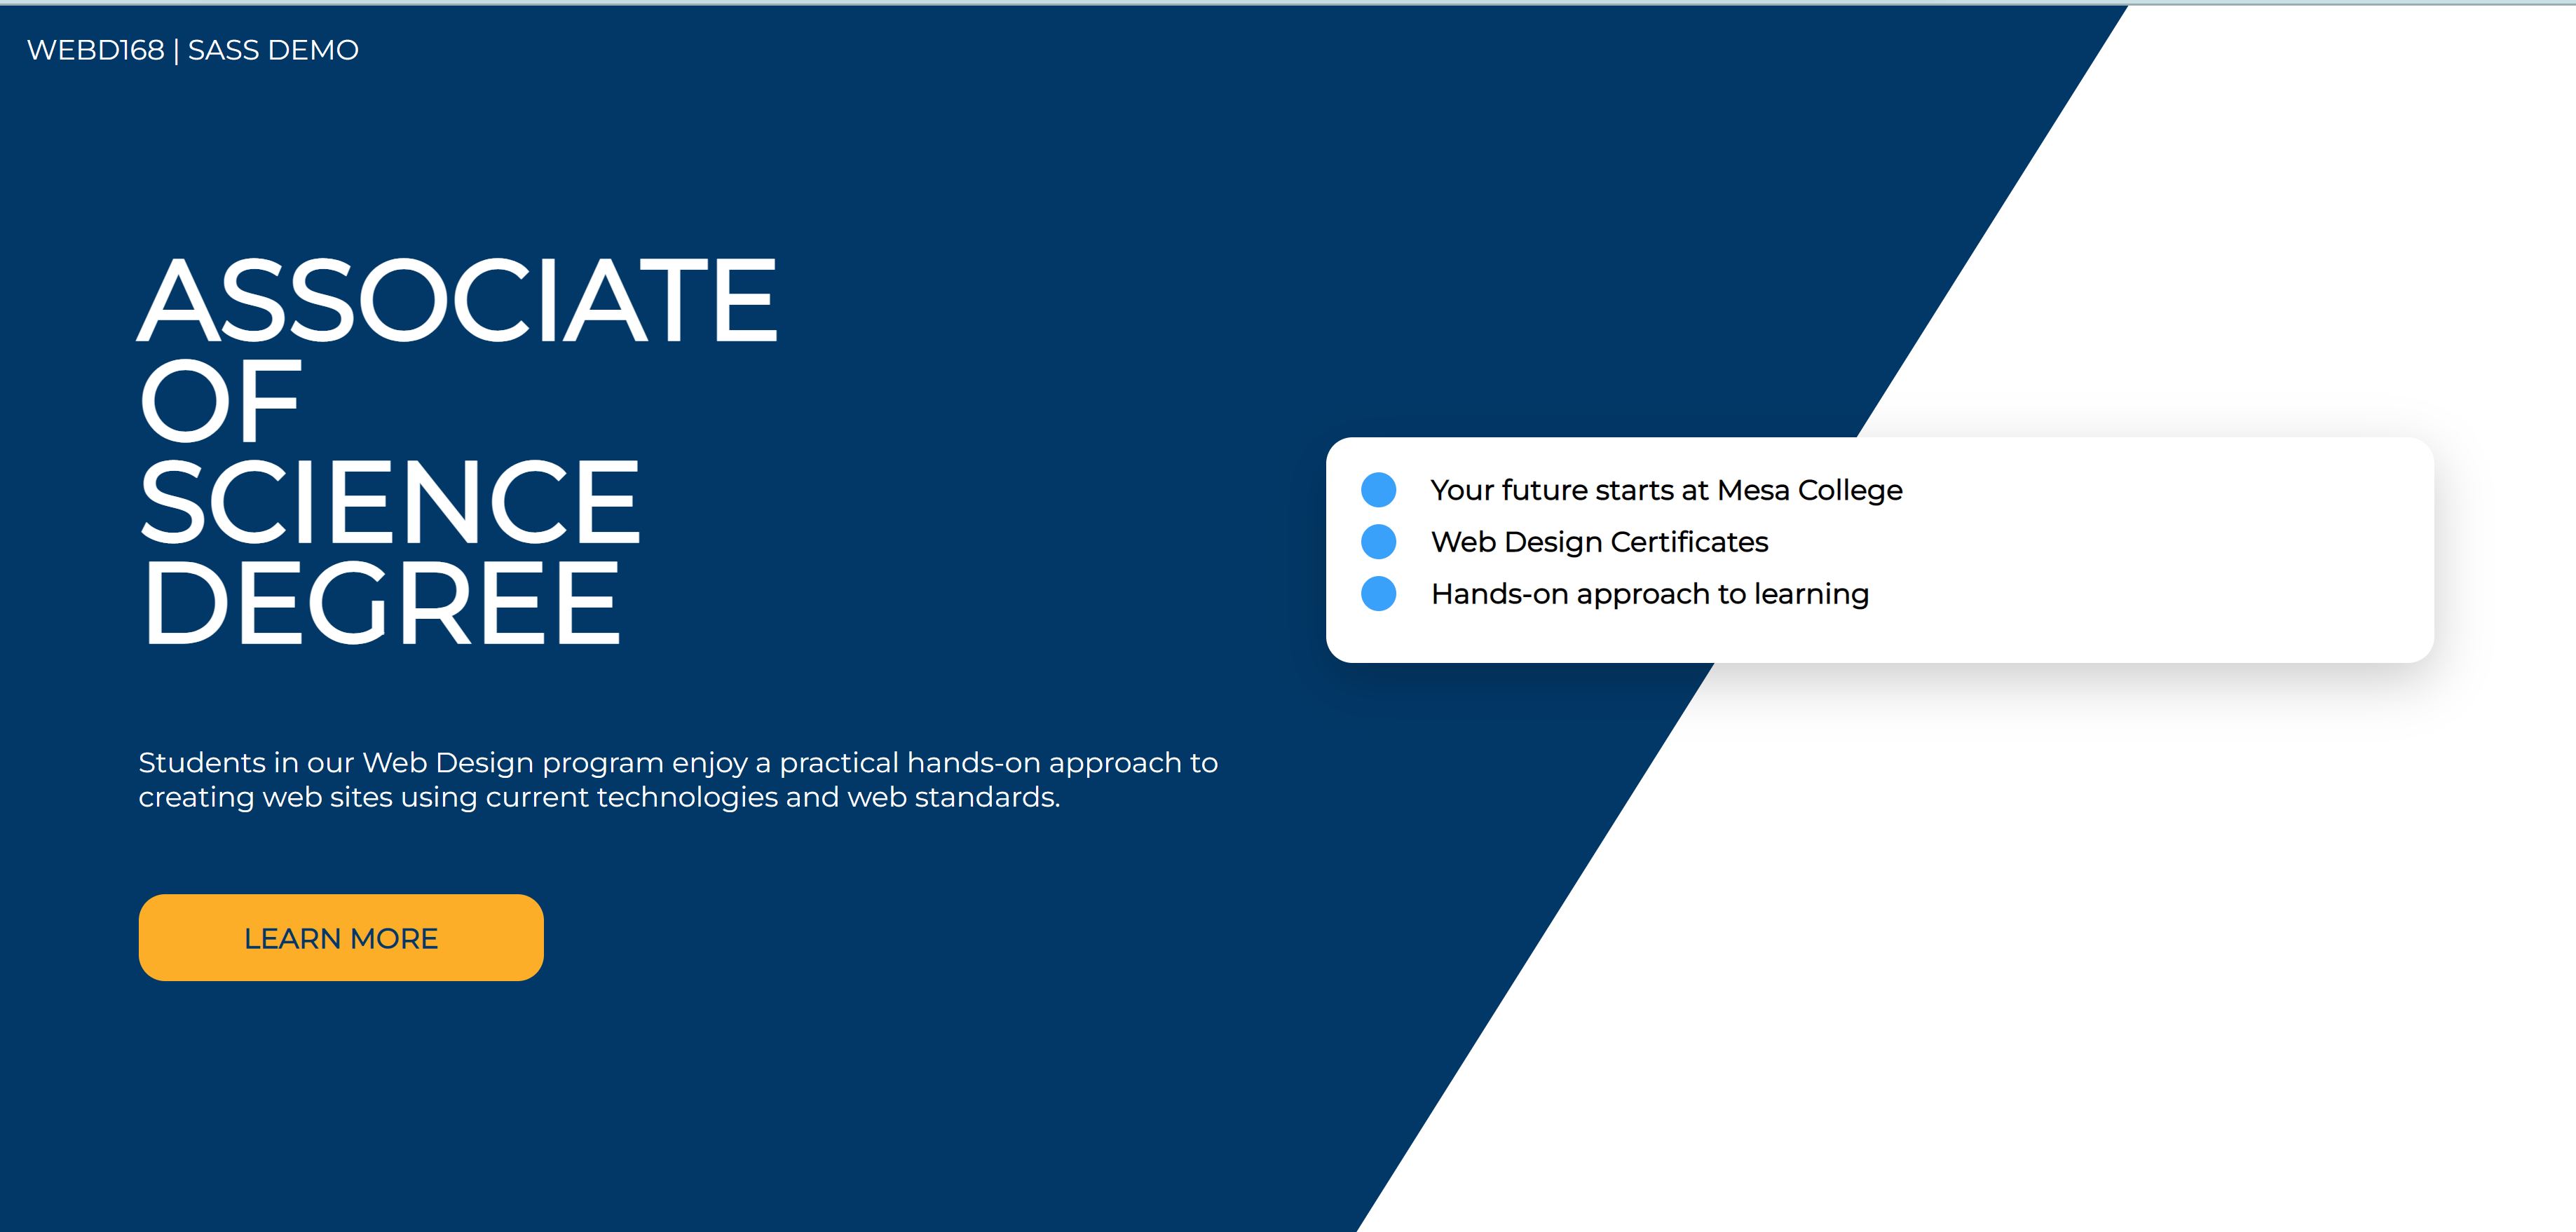 WEBD168 | SASS DEMO
ASSOCIATE
OF
SCIENCE
DEGREE
Students in our Web Design program enjoy a practical hands-on approach to
creating web sites using current technologies and web standards.
LEARN MORE
Your future starts at Mesa College
Web Design Certificates
Hands-on approach to learning